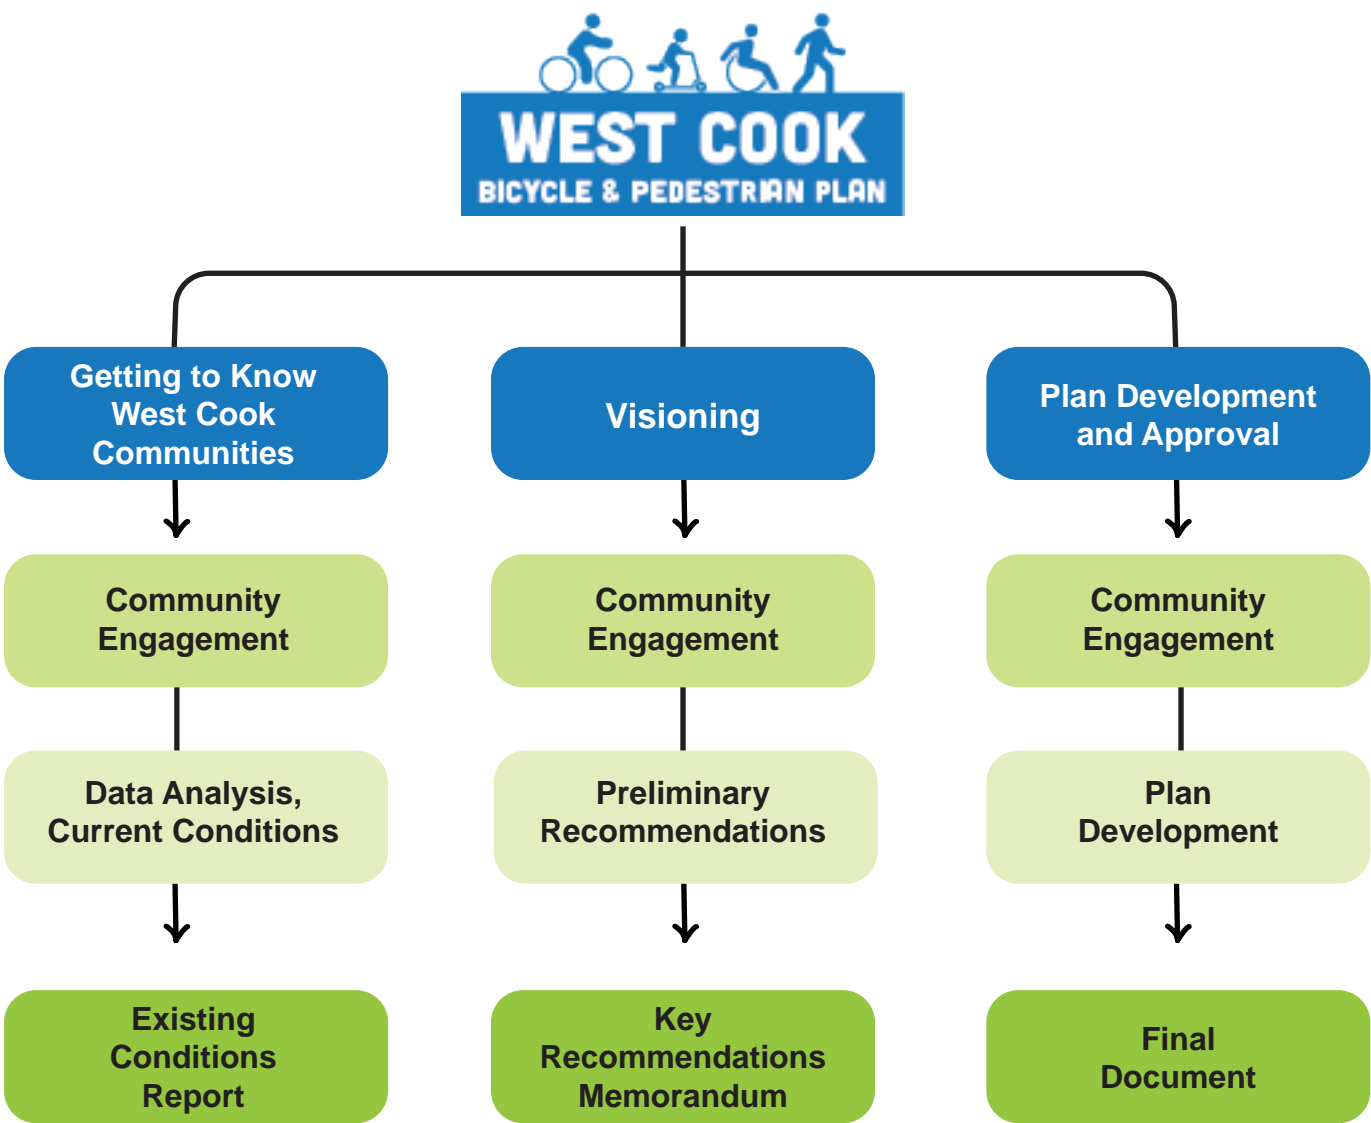 WEST COOK
BICYCLE & PEDESTRIAN PLAN
Getting to Know
West Cook
Communities
Visioning
Plan Development
and Approval
Community
Engagement
Community
Engagement
Community
Engagement
Data Analysis,
Current Conditions
Preliminary
Recommendations
Plan
Development
Existing
Conditions
Report
Key
Recommendations
Memorandum
Final
Document